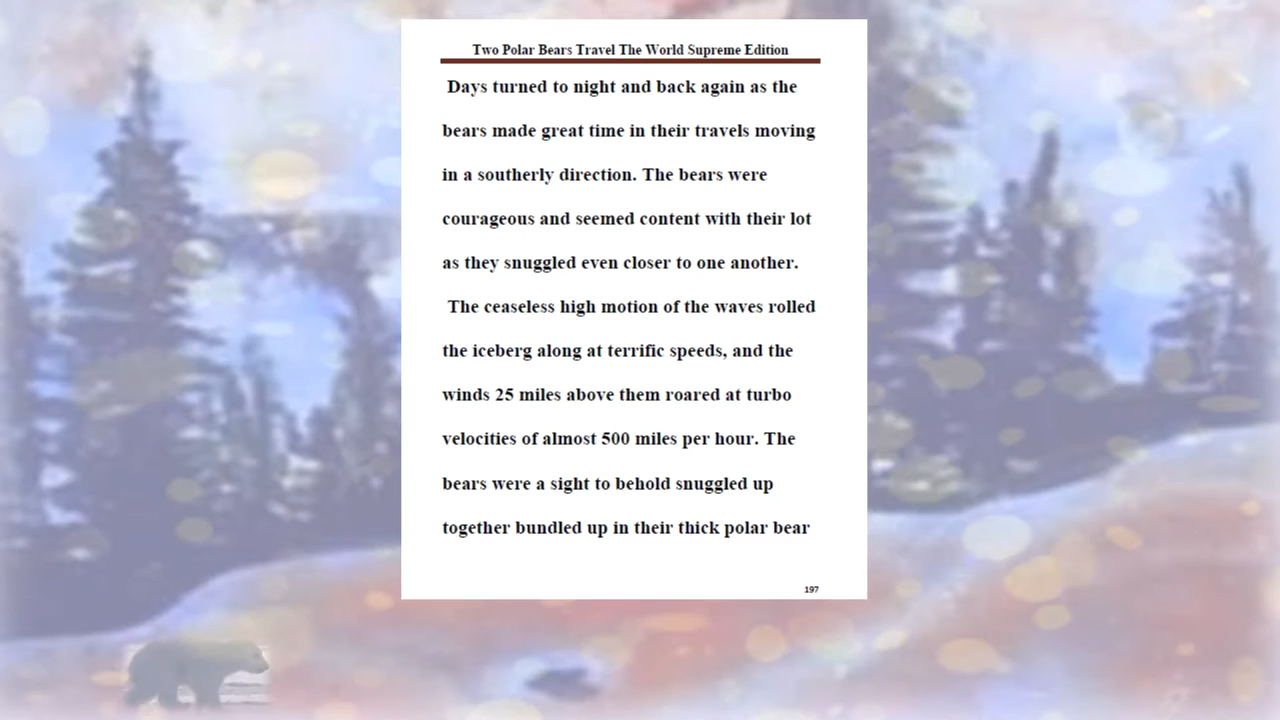 Two Polar Bears Travel The World Supreme Edition
Days turned to night and back again as the
bears made great time in their travels moving
in a southerly direction. The bears were
courageous and seemed content with their lot
as they snuggled even closer to one another.
The ceaseless high motion of the waves rolled
the iceberg along at terrific speeds, and the
winds 25 miles above them roared at turbo
velocities of almost 500 miles per hour. The
bears were a sight to behold snuggled up
together bundled up in their thick polar bear
197